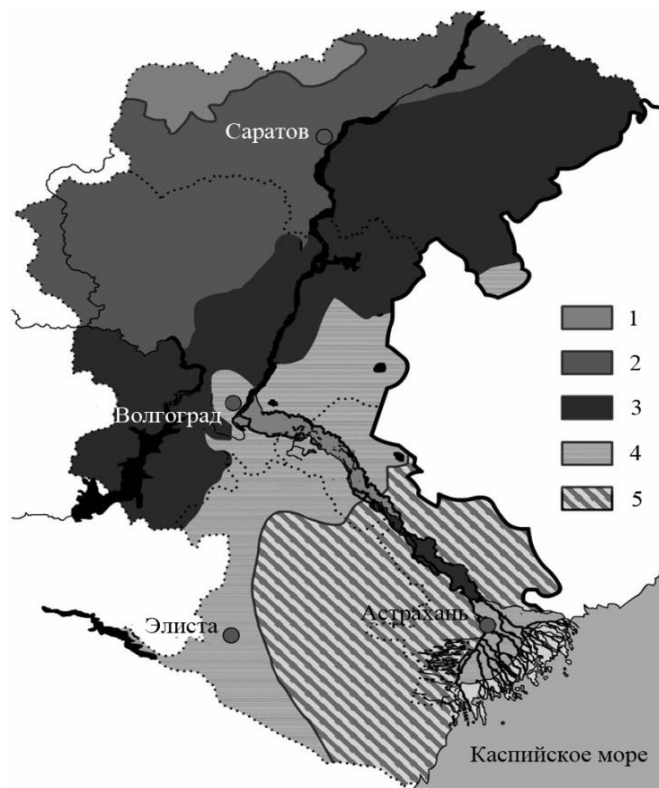 Саратов
1
2
3
Волгоград
4
5
Астрахань
Элиста
Каспийское море